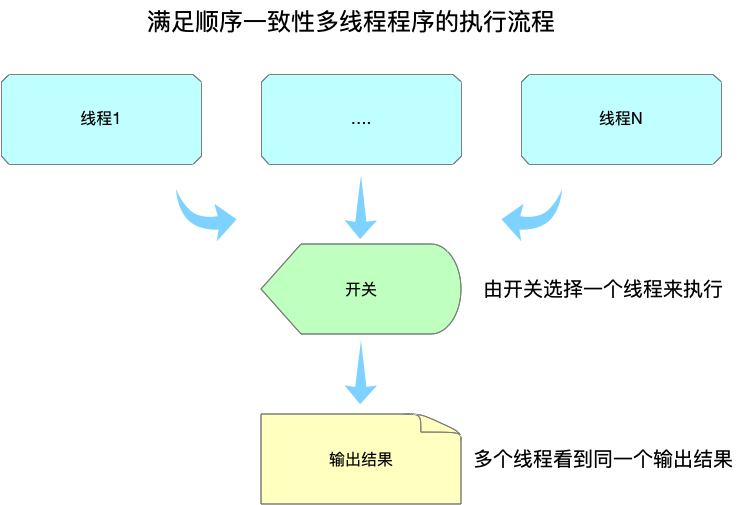 满足顺序一致性多线程程序的执行流程
线程1
....
线程N
开关
由开关选择一个线程来执行
输出结果
多个线程看到同一个输出结果